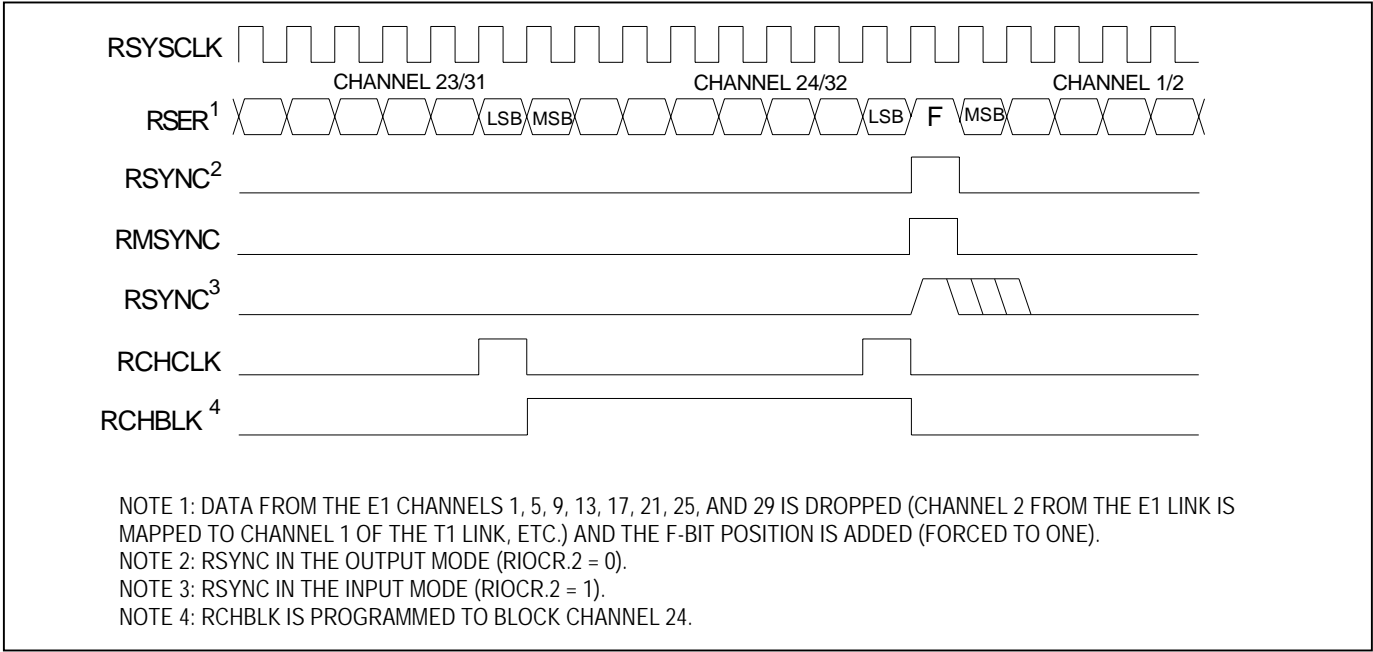 RSYSCLK
CHANNEL 23/31 CHANNEL 24/32 CHANNEL 1/2
RSER1 LSB MSB LSB F MSB
RSYNC2
RMSYNC
RSYNC3
RCHCLK
RCHBLK 4
NOTE 1: DATA FROM THE E1 CHANNELS 1, 5, 9, 13, 17, 21, 25, AND 29 IS DROPPED (CHANNEL 2 FROM THE E1 LINK IS
MAPPED TO CHANNEL 1 OF THE T1 LINK, ETC.) AND THE F-BIT POSITION IS ADDED (FORCED TO ONE).
NOTE 2: RSYNC IN THE OUTPUT MODE (RIOCR.2 = 0).
NOTE 3: RSYNC IN THE INPUT MODE (RIOCR.2 = 1).
NOTE 4: RCHBLK IS PROGRAMMED TO BLOCK CHANNEL 24.